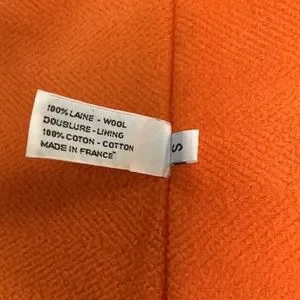 100% LAINE - WOOL
DOUBLURE - LINING
100% COTON - COTTON
MADE IN FRANCE
S